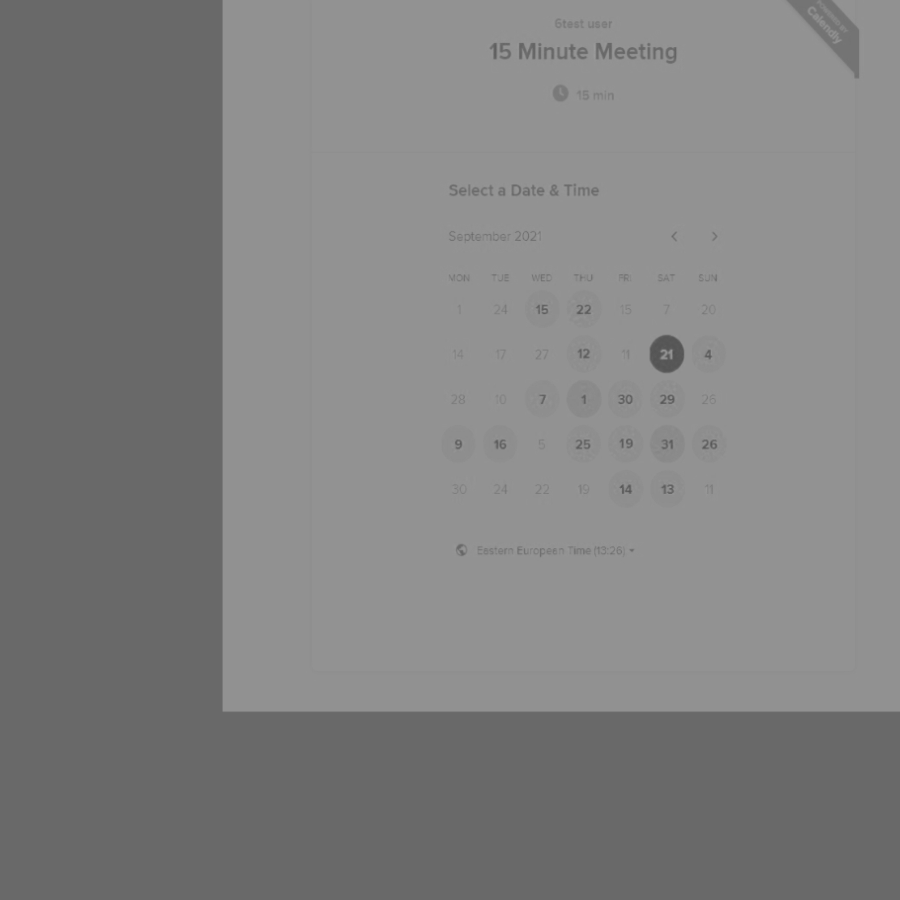 POWERED BY
Calendly
6test user
15 Minute Meeting
15 min
Select a Date & Time
September 2021
MON TUE WED THU FRI SAT SUN
1 24 15 22 15 7 20
14 17 27 12 11 21 4
28 10 7 1 30 29 26
9 16 5 25 19 31 26
30 24 22 19 14 13 11
Eastern European Time (13:26)